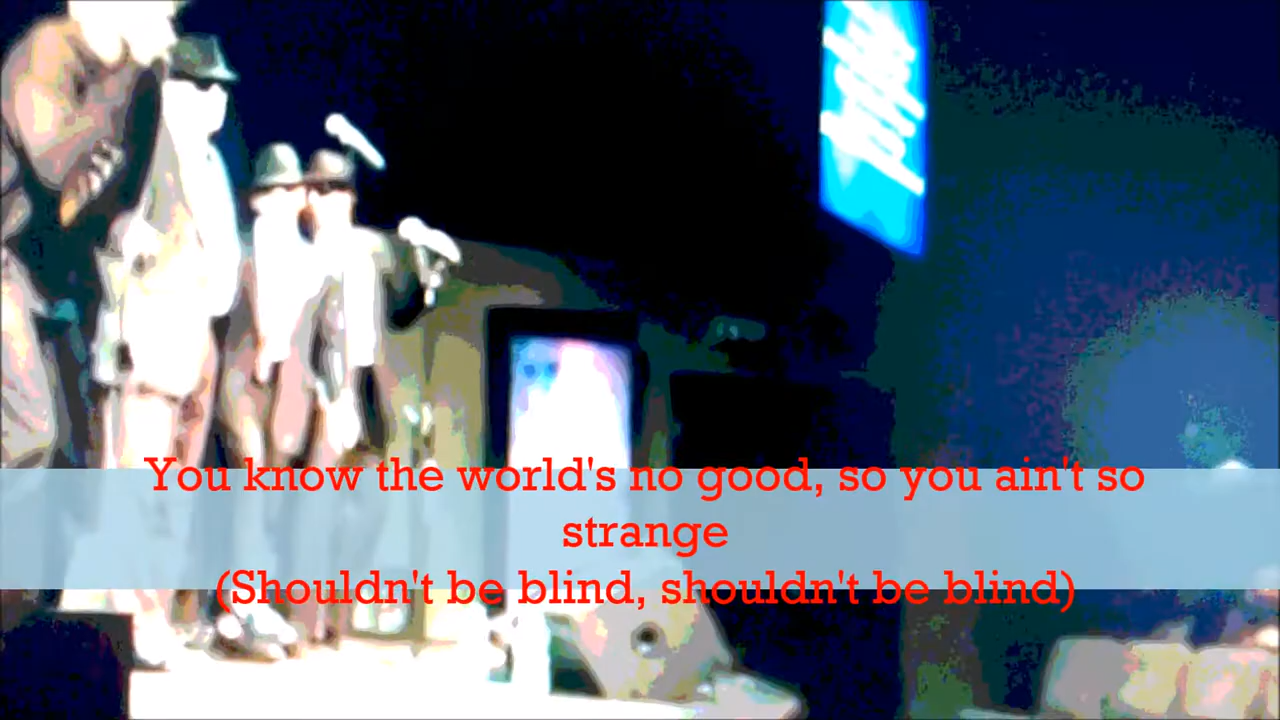 You know the world's no good, so you ain't so
strange
(Shouldn't be blind, shouldn't be blind)